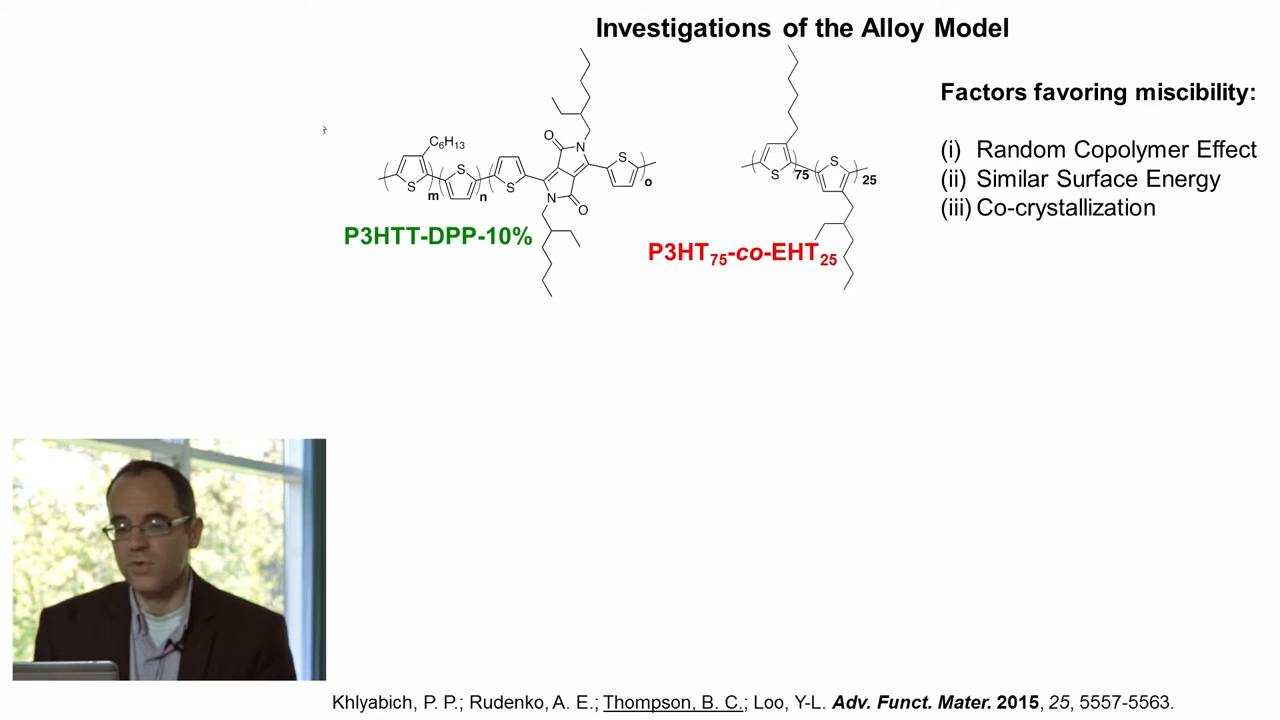 Investigations of the Alloy Model
Factors favoring miscibility:
(i) Random Copolymer Effect
(ii) Similar Surface Energy
(iii) Co-crystallization
C6H13
S
m
S
n
S
O
N
N
O
S
o
S
75
S
25
P3HTT-DPP-10%
P3HT75-co-EHT25
Khlyabich, P. P.; Rudenko, A. E.; Thompson, B. C.; Loo, Y-L. Adv. Funct. Mater. 2015, 25, 5557-5563.